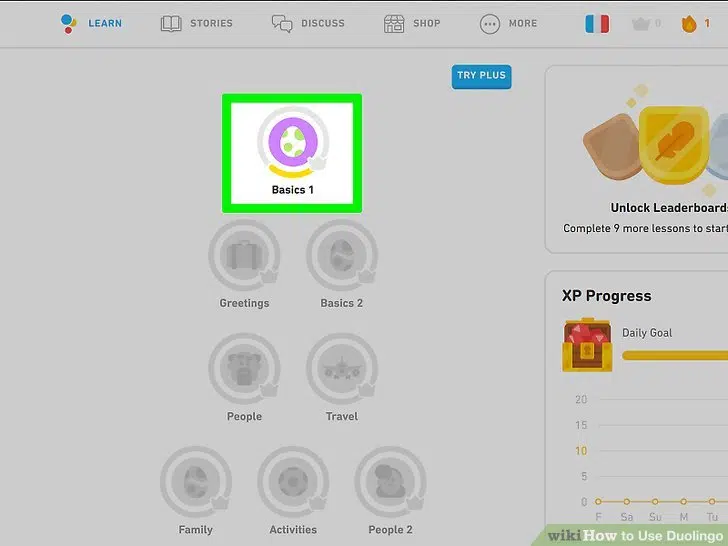 LEARN
STORIES
DISCUSS
SHOP
MORE
0
1
TRY PLUS
Basics 1
Greetings
Basics 2
People
Travel
Family
Activities
People 2
Unlock Leaderboards
Complete 9 more lessons to start
XP Progress
Daily Goal
20
15
10
5
0
F Sa Su M Tu
wikiHow to Use Duolingo